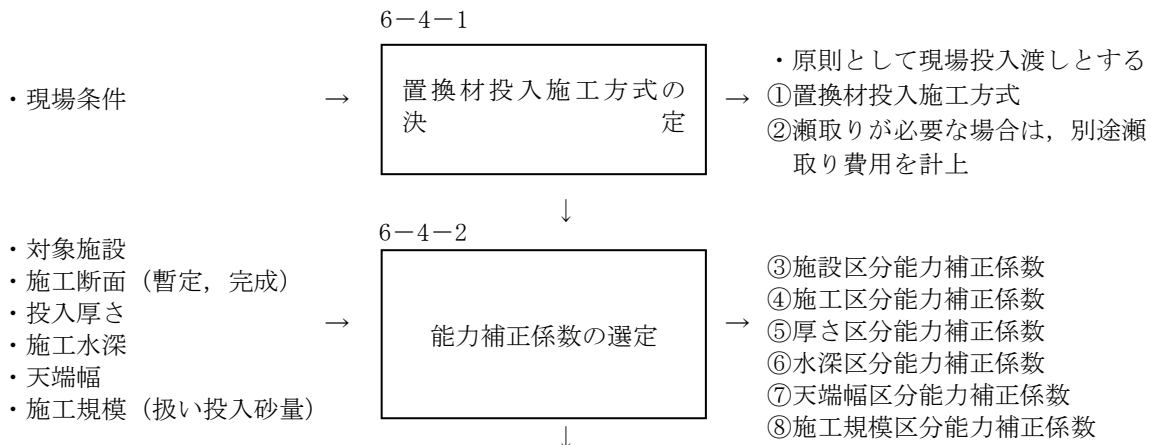 6-4-1
・現場条件
→
置換材投入施工方式の
決定
→
・原則として現場投入渡しとする
①置換材投入施工方式
②瀬取りが必要な場合は，別途瀬
取り費用を計上
↓
6-4-2
・対象施設
・施工断面（暫定，完成）
・投入厚さ
・施工水深
・天端幅
・施工規模（扱い投入砂量）
→
能力補正係数の選定
→
③施設区分能力補正係数
④施工区分能力補正係数
⑤厚さ区分能力補正係数
⑥水深区分能力補正係数
⑦天端幅区分能力補正係数
⑧施工規模区分能力補正係数
↓